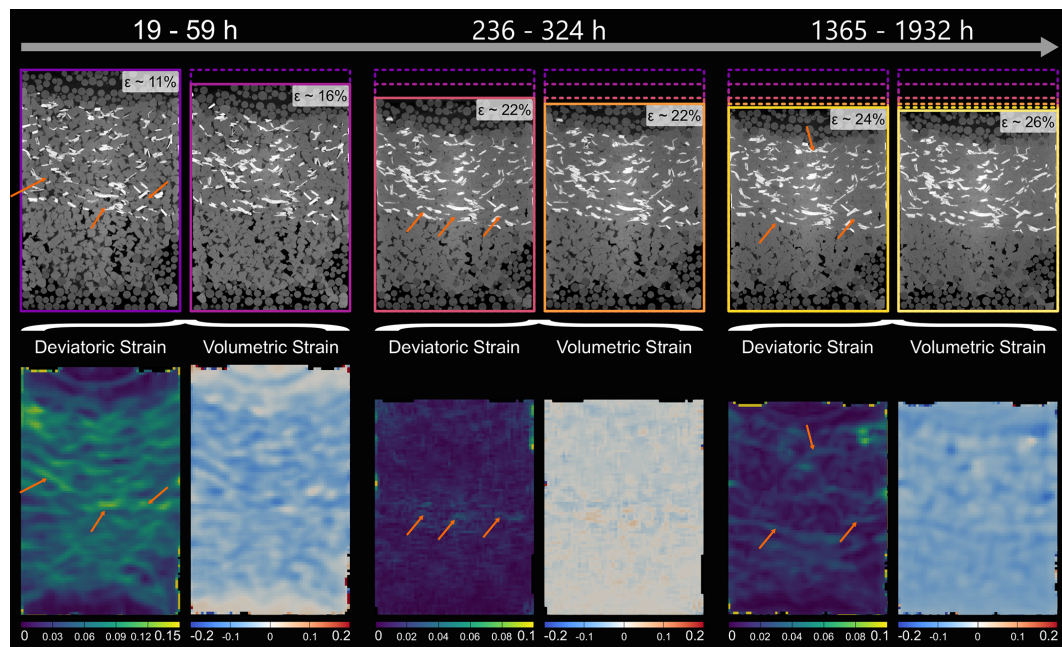 19 - 59 h
236 - 324 h
1365 - 1932 h
ε ~ 11%
ε ~ 16%
ε ~ 22%
ε ~ 22%
ε ~ 24%
ε ~ 26%
Deviatoric Strain
Volumetric Strain
Deviatoric Strain
Volumetric Strain
Deviatoric Strain
Volumetric Strain
0 0.03 0.06 0.09 0.12 0.15
-0.2 -0.1 0 0.1 0.2
0 0.02 0.04 0.06 0.08 0.1
-0.2 -0.1 0 0.1 0.2
0 0.02 0.04 0.06 0.08 0.1
-0.2 -0.1 0 0.1 0.2